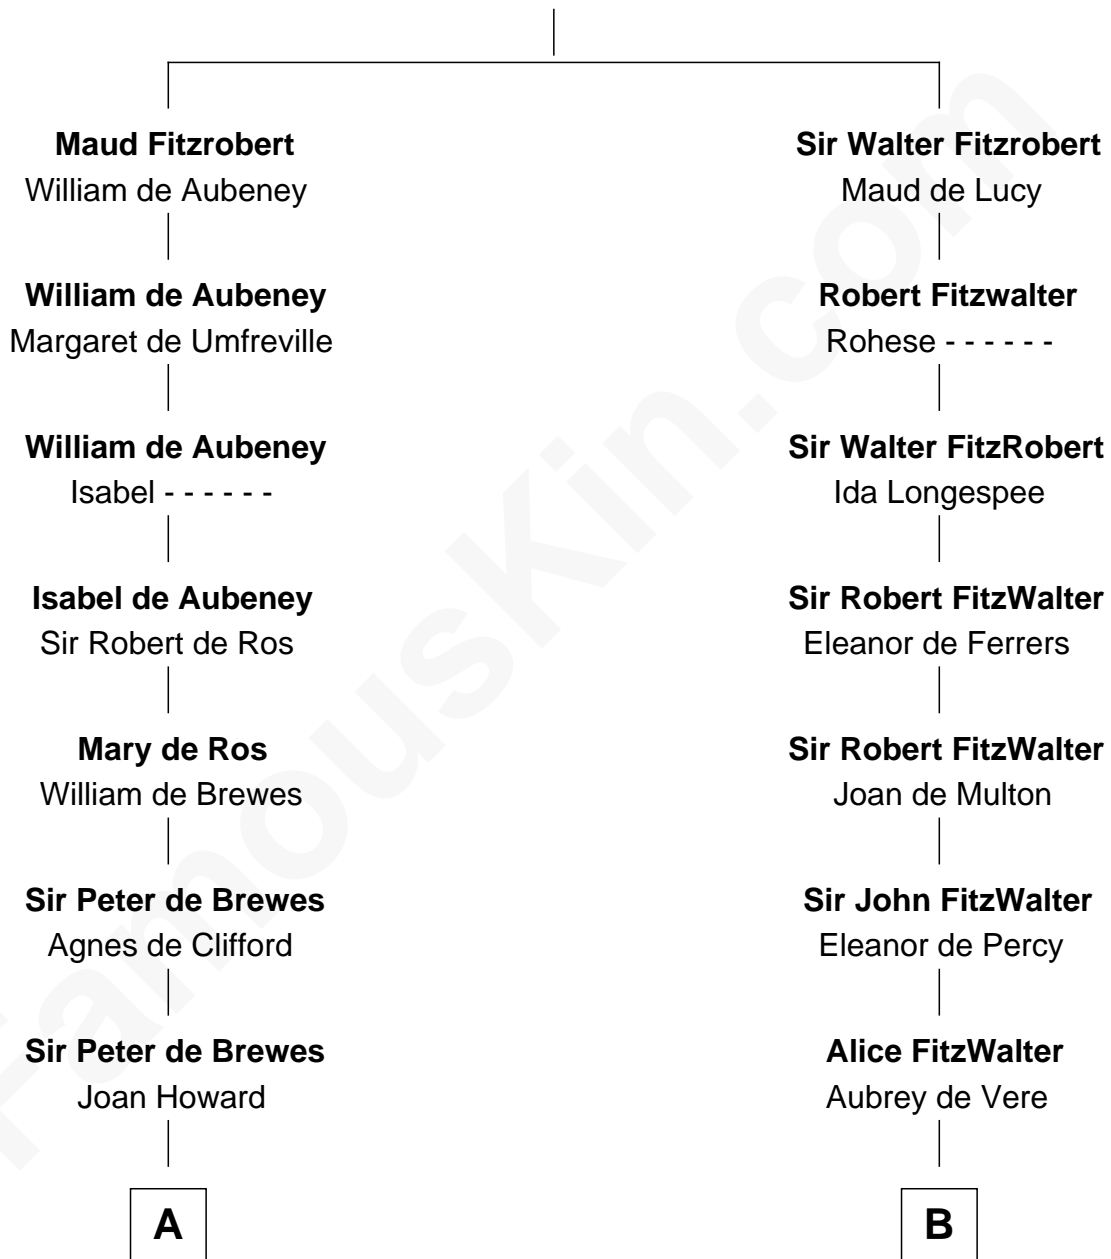 Maud Fitzrobert
William de Aubeney
William de Aubeney
Margaret de Umfreville
William de Aubeney
Isabel - - - - - -
Isabel de Aubeney
Sir Robert de Ros
Mary de Ros
William de Brewes
Sir Peter de Brewes
Agnes de Clifford
Sir Peter de Brewes
Joan Howard
A
Sir Walter Fitzrobert
Maud de Lucy
Robert Fitzwalter
Rohese - - - - - -
Sir Walter FitzRobert
Ida Longespee
Sir Robert FitzWalter
Eleanor de Ferrers
Sir Robert FitzWalter
Joan de Multon
Sir John FitzWalter
Eleanor de Percy
Alice FitzWalter
Aubrey de Vere
B
FamousKin.com